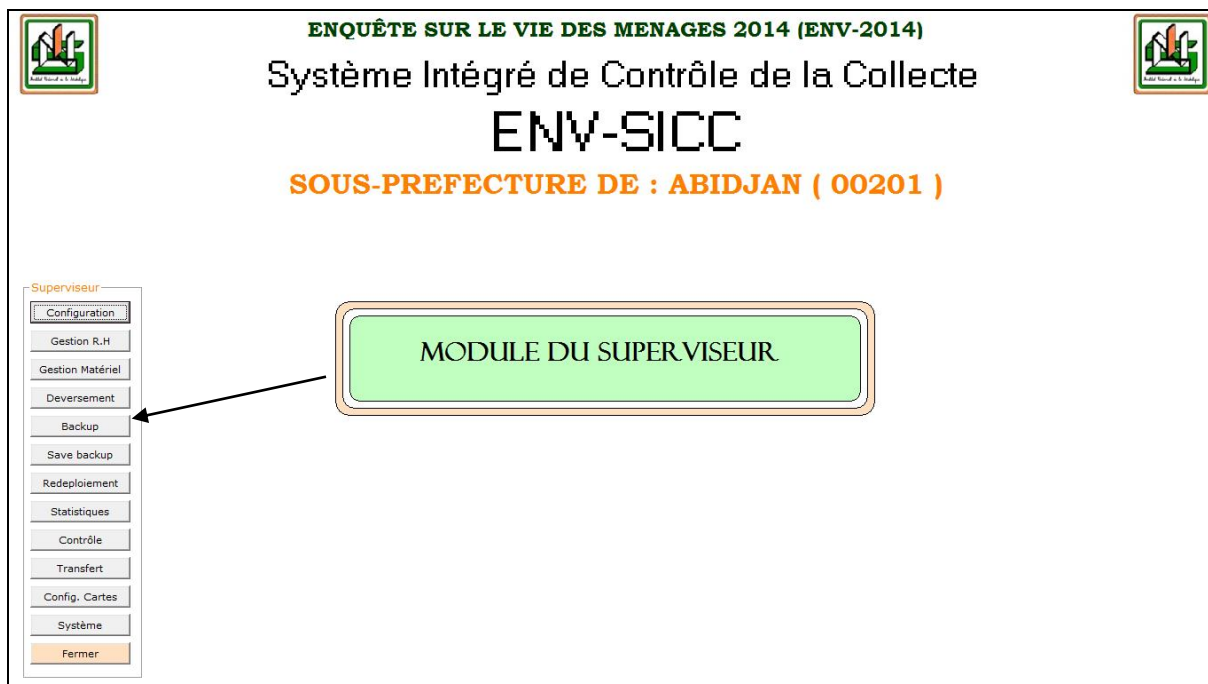 ENQUÊTE SUR LE VIE DES MENAGES 2014 (ENV-2014)
Système Intégré de Contrôle de la Collecte
ENV-SICC
SOUS-PREFECTURE DE : ABIDJAN ( 00201 )
Superviseur
Configuration
Gestion R.H
Gestion Matériel
Deversement
Backup
Save backup
Redeploiement
Statistiques
Contrôle
Transfert
Config. Cartes
Système
Fermer
MODULE DU SUPERVISEUR